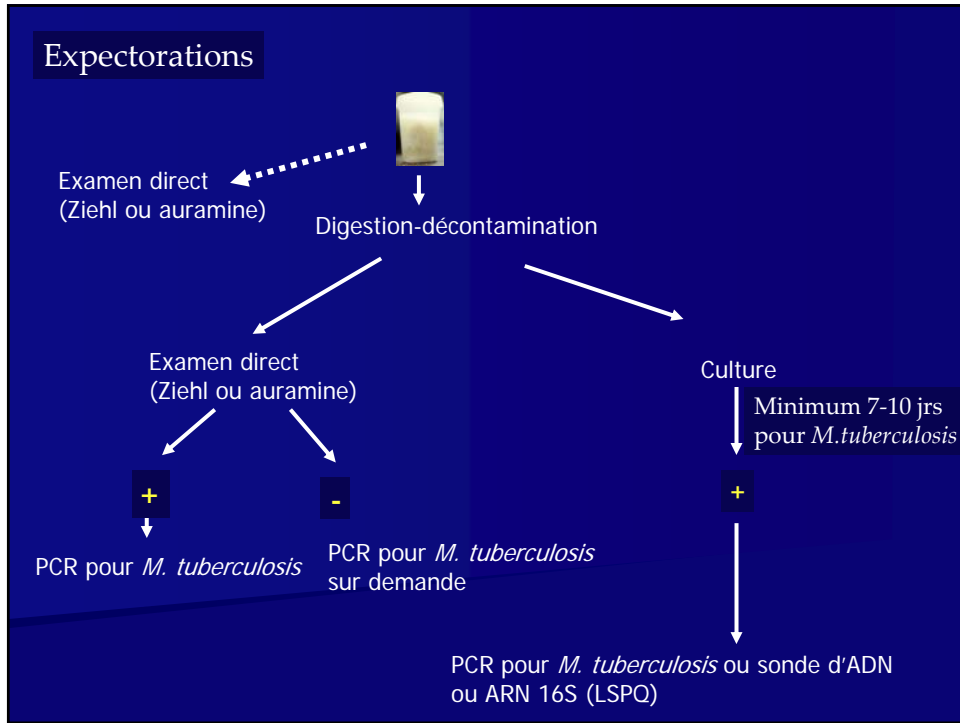 Expectorations
Examen direct
(Ziehl ou auramine)
Digestion-décontamination
Examen direct
(Ziehl ou auramine)
Culture
Minimum 7-10 jrs
pour M.tuberculosis
+
-
+
PCR pour M. tuberculosis
PCR pour M. tuberculosis
sur demande
PCR pour M. tuberculosis ou sonde d'ADN
ou ARN 16S (LSPQ)